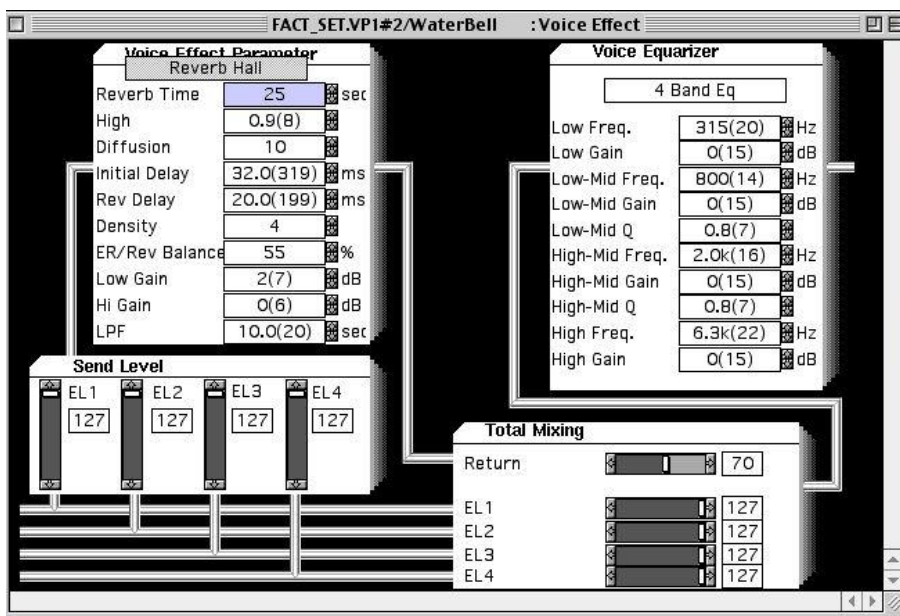 FACT_SET.VP1#2/WaterBell :Voice Effect
Voice Effect Parameter
Reverb Hall
Reverb Time 25 sec
High 0.9(8)
Diffusion 10
Initial Delay 32.0(319) ms
Rev Delay 20.0(199) ms
Density 4
ER/Rev Balance 55 %
Low Gain 2(7) dB
Hi Gain 0(6) dB
LPF 10.0(20) sec
Voice Equarizer
4 Band Eq
Low Freq. 315(20) Hz
Low Gain 0(15) dB
Low-Mid Freq. 800(14) Hz
Low-Mid Gain 0(15) dB
Low-Mid Q 0.8(7)
High-Mid Freq. 2.0k(16) Hz
High-Mid Gain 0(15) dB
High-Mid Q 0.8(7)
High Freq. 6.3k(22) Hz
High Gain 0(15) dB
Send Level
EL1 EL2 EL3 EL4
127 127 127 127
Total Mixing
Return 70
EL1 127
EL2 127
EL3 127
EL4 127